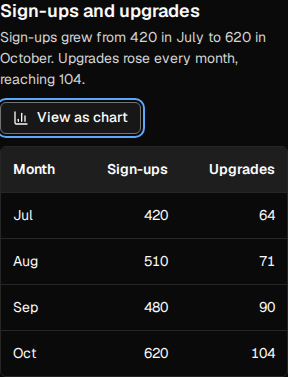 Sign-ups and upgrades
Sign-ups grew from 420 in July to 620 in
October. Upgrades rose every month,
reaching 104.
View as chart
Month Sign-ups Upgrades
Jul 420 64
Aug 510 71
Sep 480 90
Oct 620 104